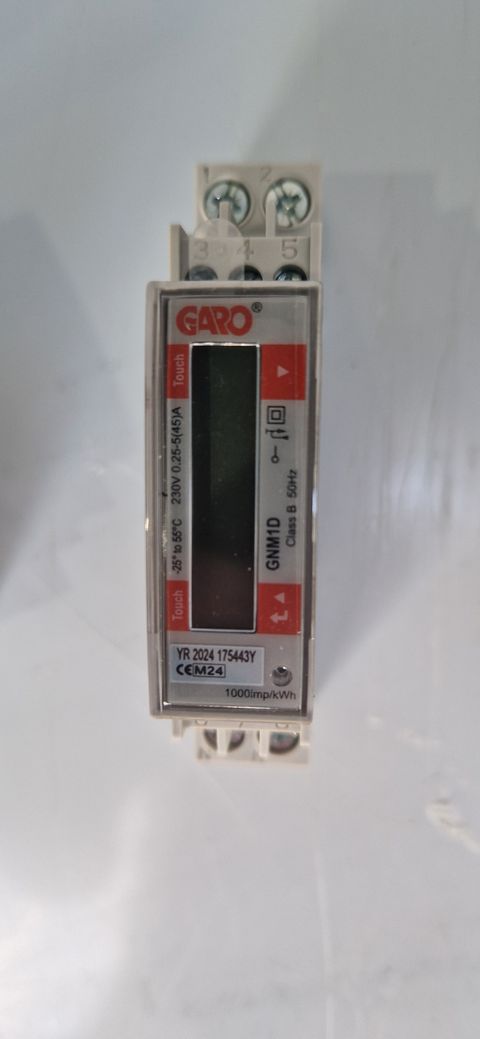 1 2
3 4 5
GARO®
Touch
230V 0.25-5(45)A
-25° to 55°C
Touch
GNM1D
Class B 50Hz
YR 2024 175443Y
CE M24
1000imp/kWh